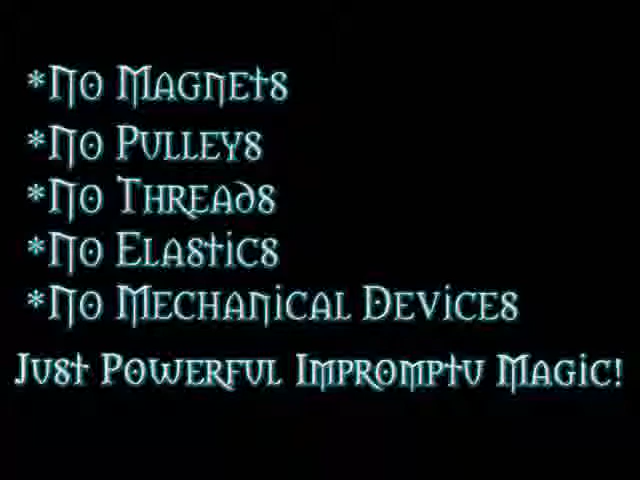 *No Magnets
*No Pulleys
*No Threads
*No Elastics
*No Mechanical Devices
Just Powerful Impromptu Magic!